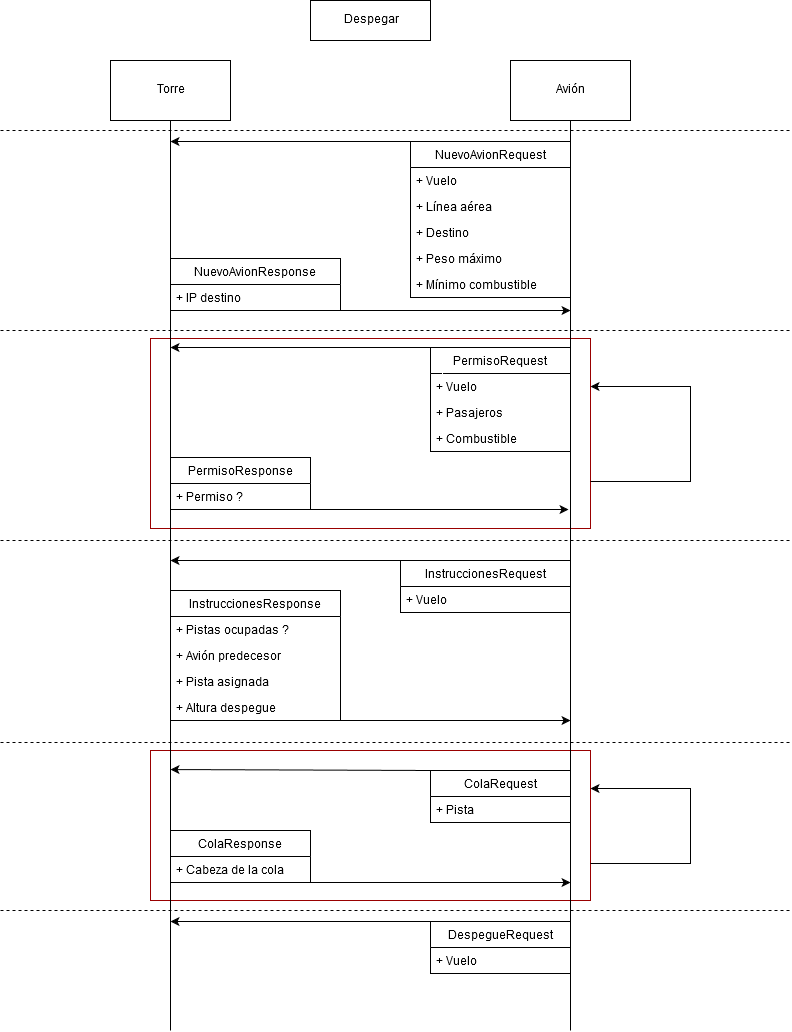 Despegar
Torre
Avión
NuevoAvionRequest
+ Vuelo
+ Línea aérea
+ Destino
+ Peso máximo
+ Mínimo combustible
NuevoAvionResponse
+ IP destino
PermisoRequest
+ Vuelo
+ Pasajeros
+ Combustible
PermisoResponse
+ Permiso ?
InstruccionesRequest
+ Vuelo
InstruccionesResponse
+ Pistas ocupadas ?
+ Avión predecesor
+ Pista asignada
+ Altura despegue
ColaRequest
+ Pista
ColaResponse
+ Cabeza de la cola
DespegueRequest
+ Vuelo